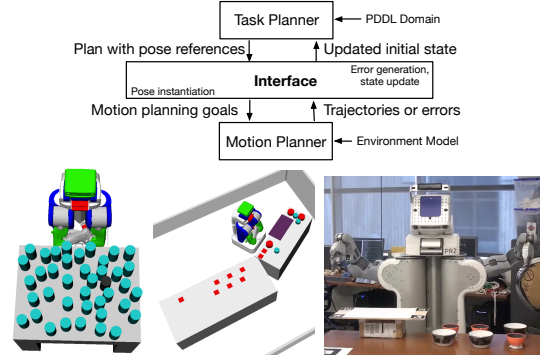 Task Planner
PDDL Domain
Plan with pose references
Updated initial state
Interface
Error generation,
state update
Pose instantiation
Motion planning goals
Trajectories or errors
Motion Planner
Environment Model
PR2